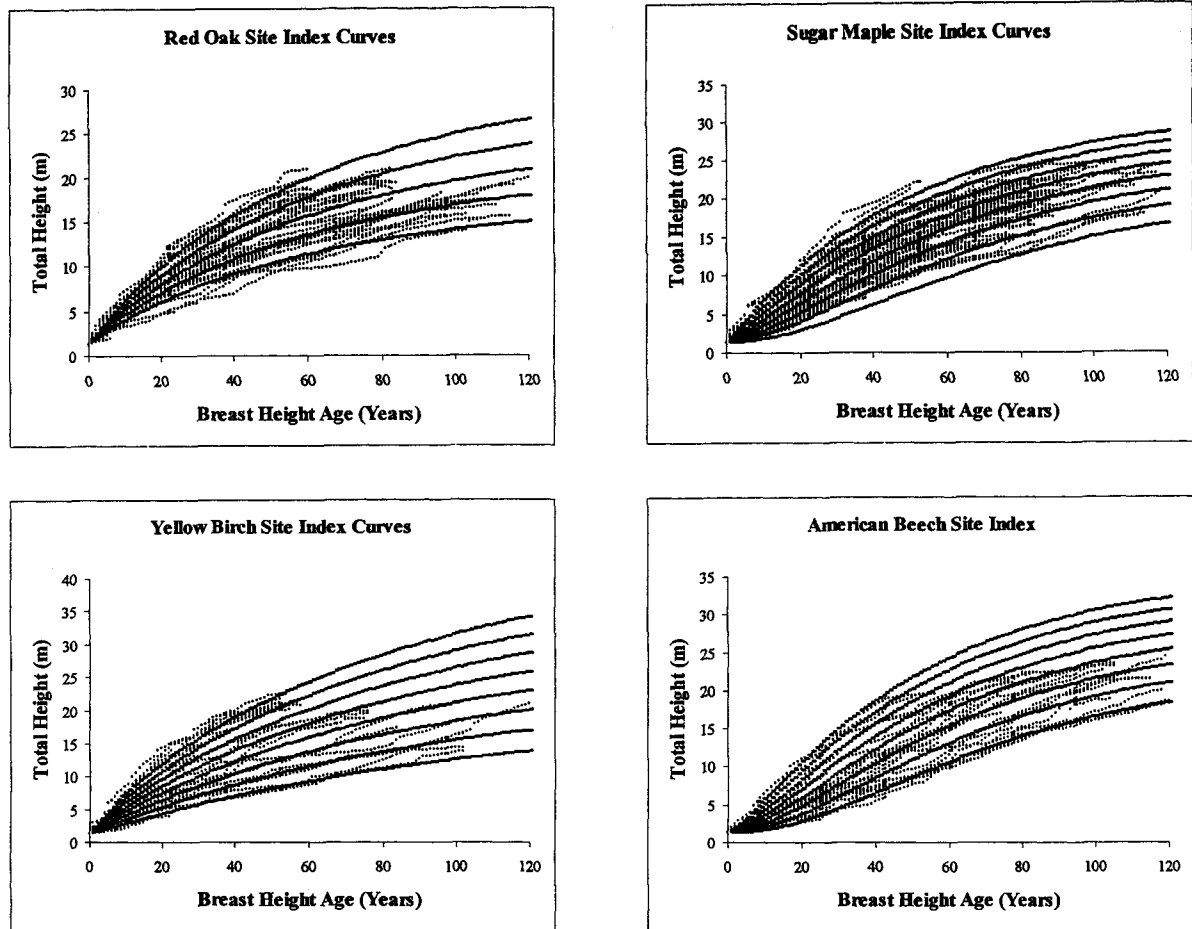 Red Oak Site Index Curves
30
25
20
15
10
5
0
Total Height (m)
0 20 40 60 80 100 120
Breast Height Age (Years)
Sugar Maple Site Index Curves
35
30
25
20
15
10
5
0
Total Height (m)
0 20 40 60 80 100 120
Breast Height Age (Years)
Yellow Birch Site Index Curves
40
35
30
25
20
15
10
5
0
Total Height (m)
0 20 40 60 80 100 120
Breast Height Age (Years)
American Beech Site Index
35
30
25
20
15
10
5
0
Total Height (m)
0 20 40 60 80 100 120
Breast Height Age (Years)